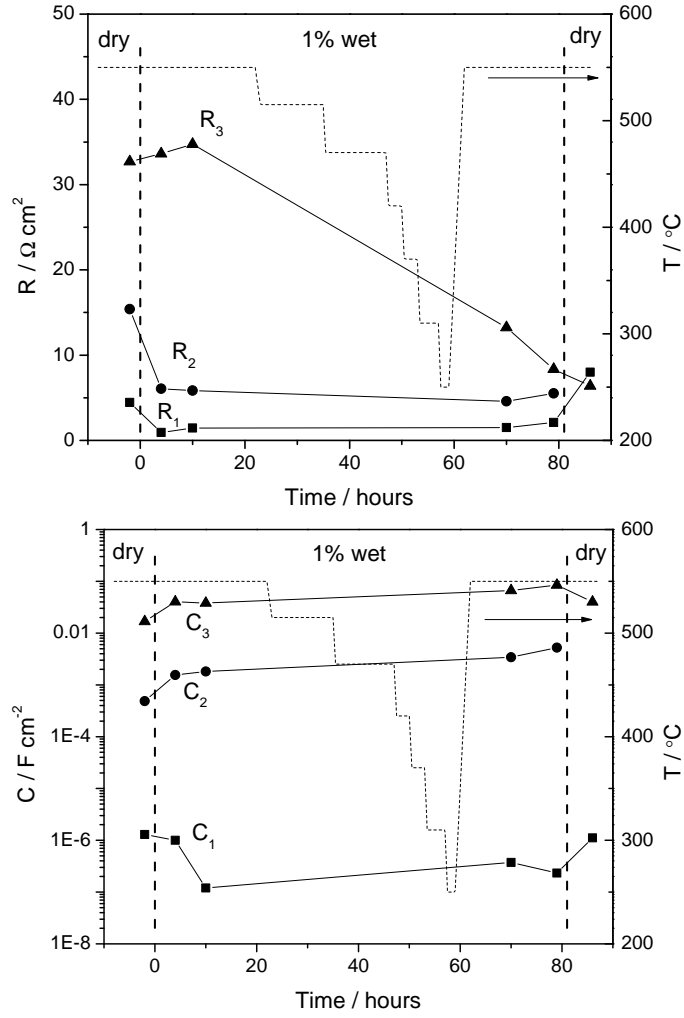 dry 1% wet dry
50
40
30
20
10
0
R / Ω cm²
R₃
R₂
R₁
600
500
400
300
200
T / °C
0 20 40 60 80
Time / hours
dry 1% wet dry
1
0.01
1E-4
1E-6
1E-8
C / F cm⁻²
C₃
C₂
C₁
600
500
400
300
200
T / °C
0 20 40 60 80
Time / hours